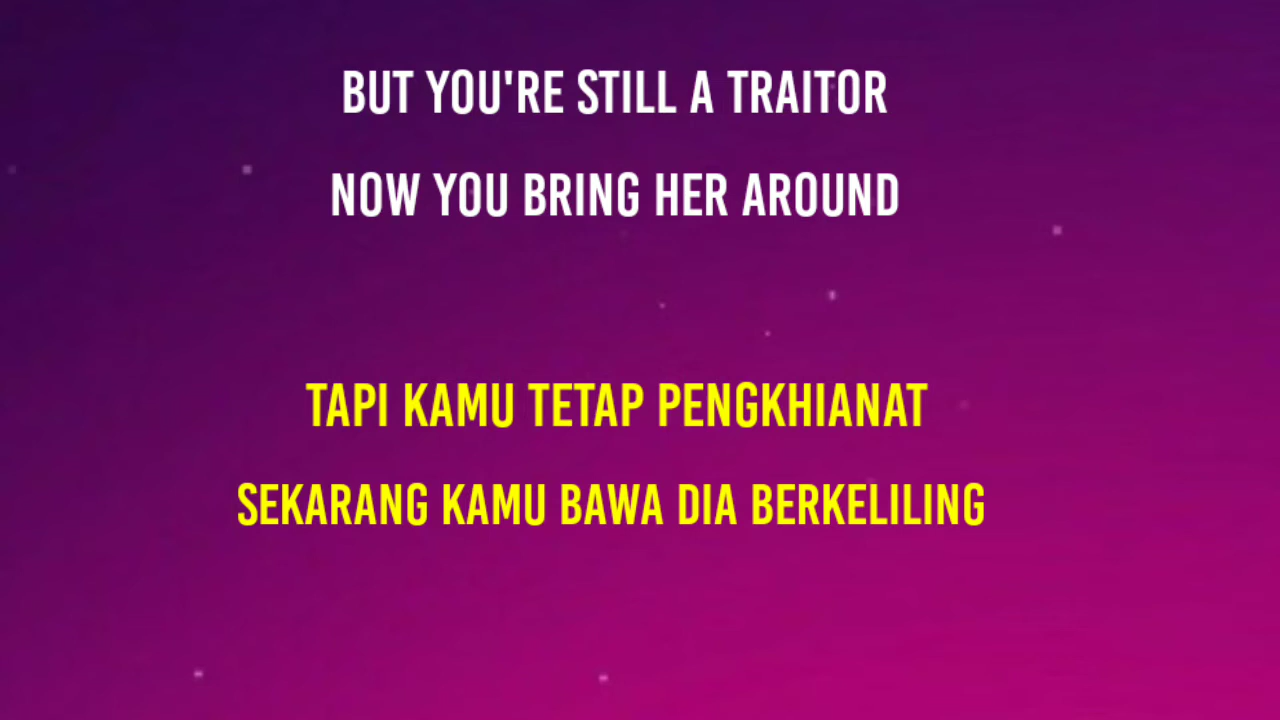 BUT YOU'RE STILL A TRAITOR
NOW YOU BRING HER AROUND
TAPI KAMU TETAP PENGKHIANAT
SEKARANG KAMU BAWA DIA BERKELILING